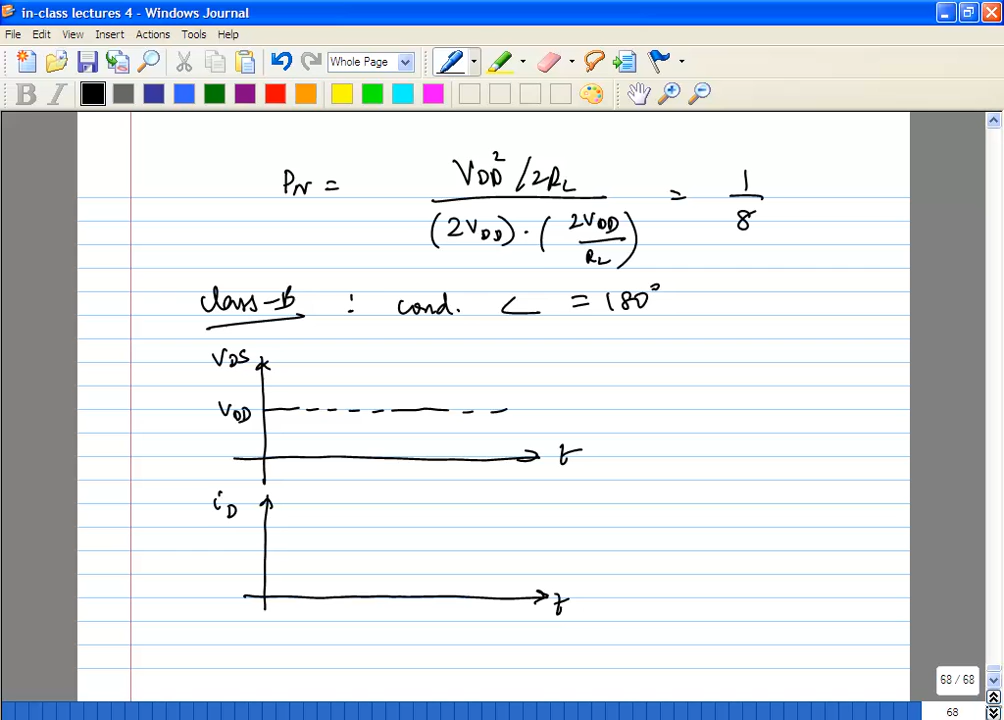 in-class lectures 4 - Windows Journal
File Edit View Insert Actions Tools Help
Whole Page
B I
PN = (VDD² / 2RL) / ((2VDD) · (2VDD / RL)) = 1/8
class-B : cond. ∠ = 180°
VDS
VDD
t
iD
t
68 / 68
68